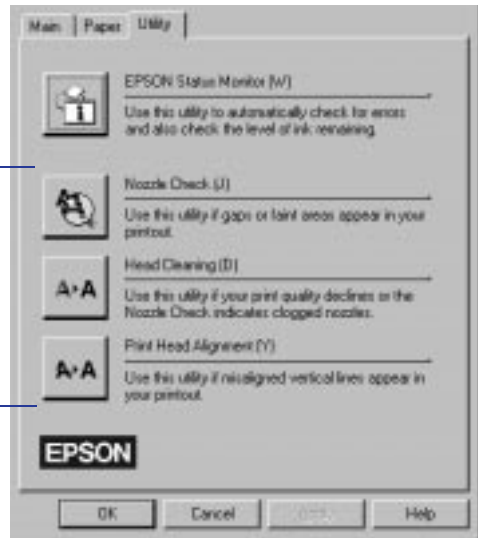 Main Paper Utility
EPSON Status Monitor (W)
Use this utility to automatically check for errors
and also check the level of ink remaining.
Nozzle Check (J)
Use this utility if gaps or faint areas appear in your
printout.
Head Cleaning (D)
Use this utility if your print quality declines or the
Nozzle Check indicates clogged nozzles.
Print Head Alignment (Y)
Use this utility if misaligned vertical lines appear in
your printout.
EPSON
OK Cancel Help